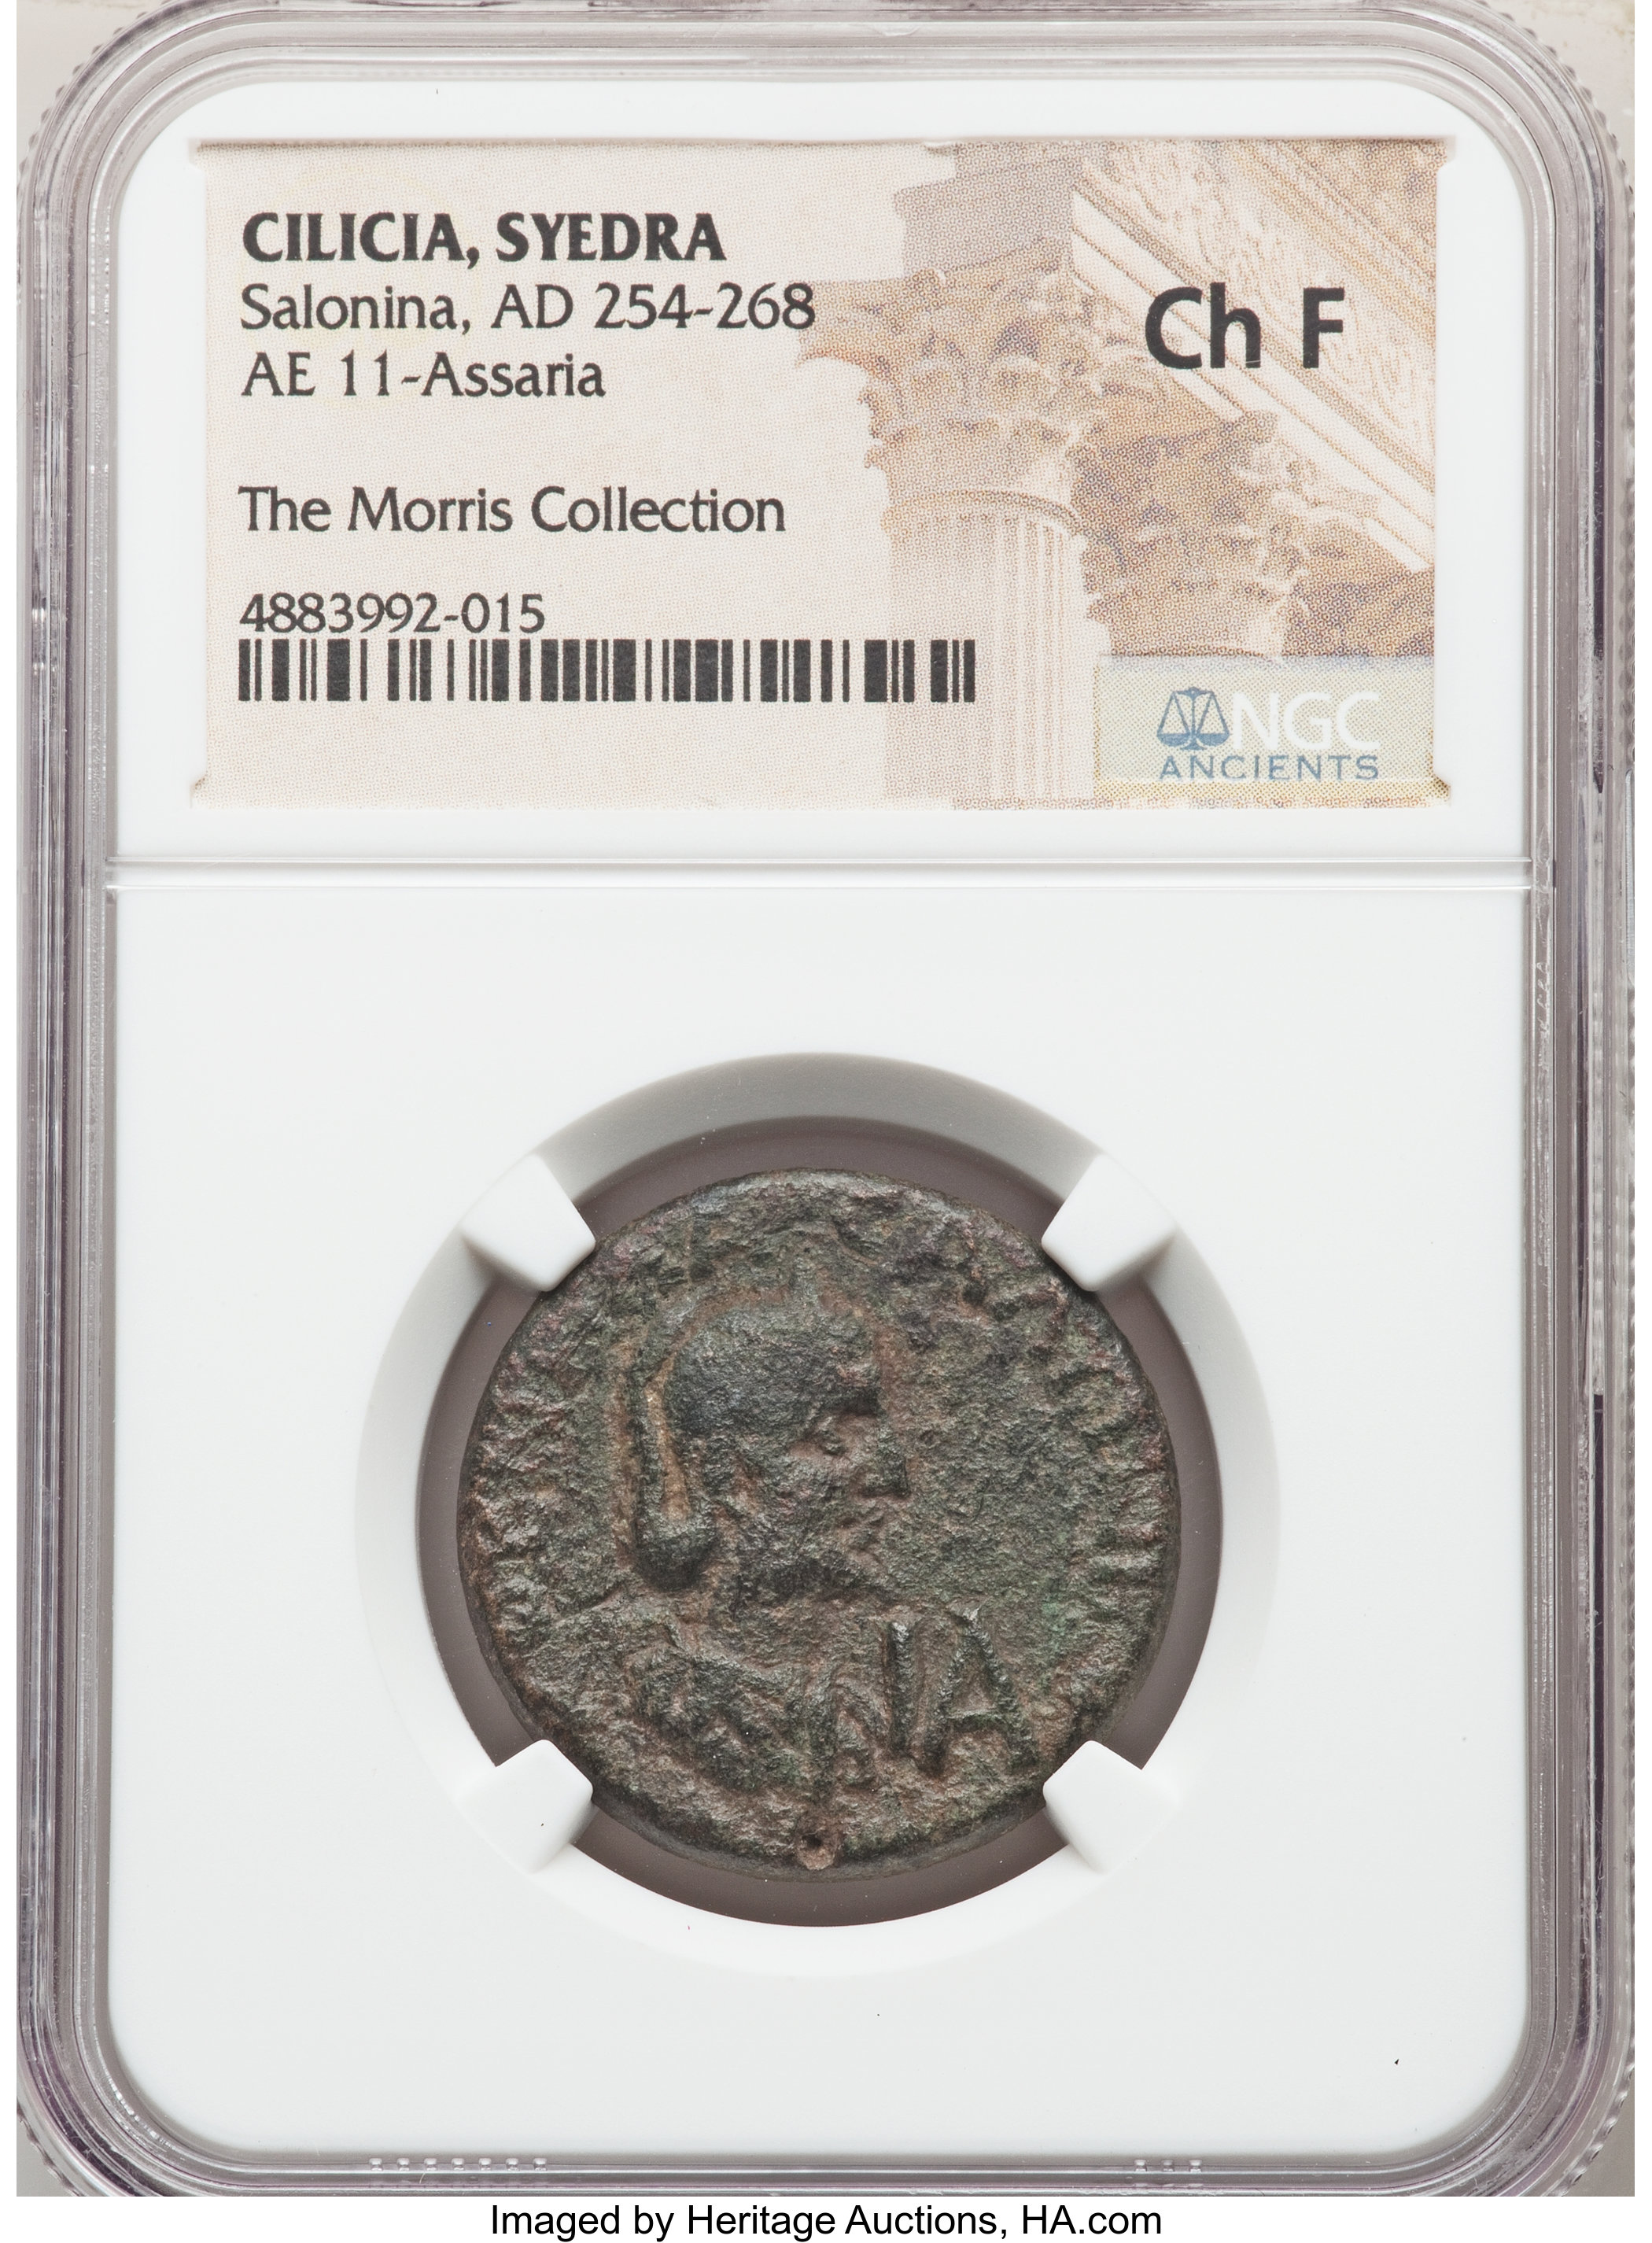 CILICIA, SYEDRA
Salonina, AD 254-268
AE 11-Assaria
Ch F
The Morris Collection
4883992-015
NGC
ANCIENTS
IA
Imaged by Heritage Auctions, HA.com